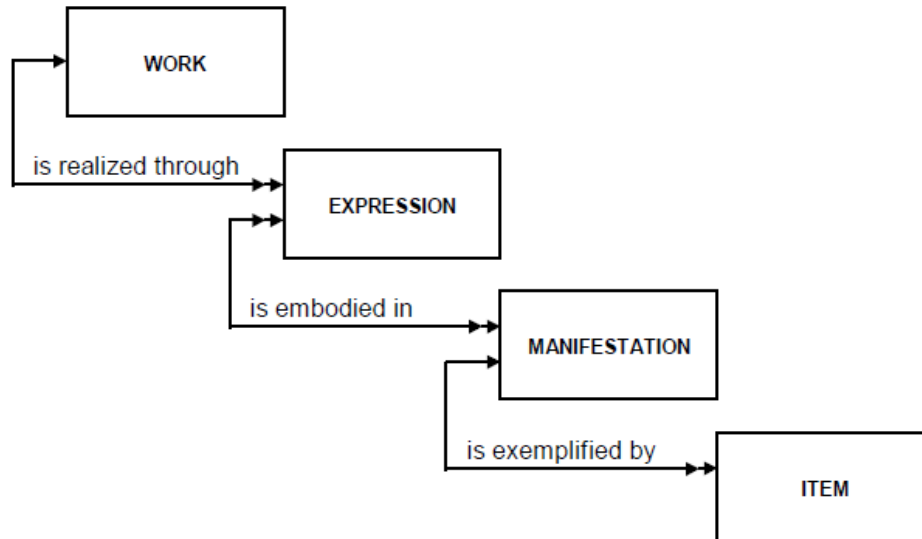 WORK
is realized through
EXPRESSION
is embodied in
MANIFESTATION
is exemplified by
ITEM